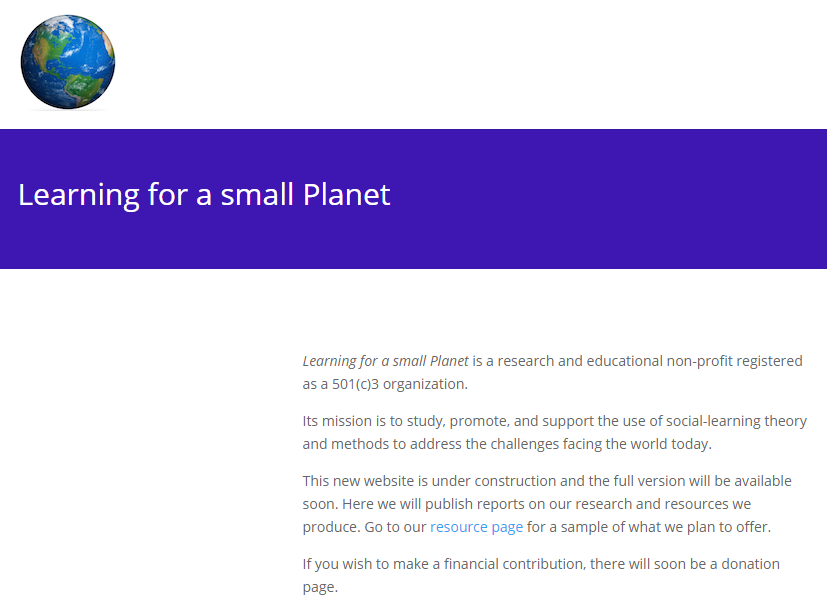 Learning for a small Planet
Learning for a small Planet is a research and educational non-profit registered
as a 501(c)3 organization.
Its mission is to study, promote, and support the use of social-learning theory
and methods to address the challenges facing the world today.
This new website is under construction and the full version will be available
soon. Here we will publish reports on our research and resources we
produce. Go to our resource page for a sample of what we plan to offer.
If you wish to make a financial contribution, there will soon be a donation
page.